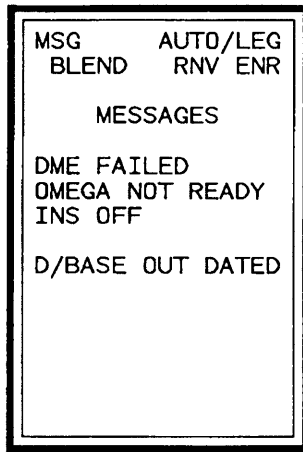 MSG AUTO/LEG
BLEND RNV ENR
MESSAGES
DME FAILED
OMEGA NOT READY
INS OFF
D/BASE OUT DATED